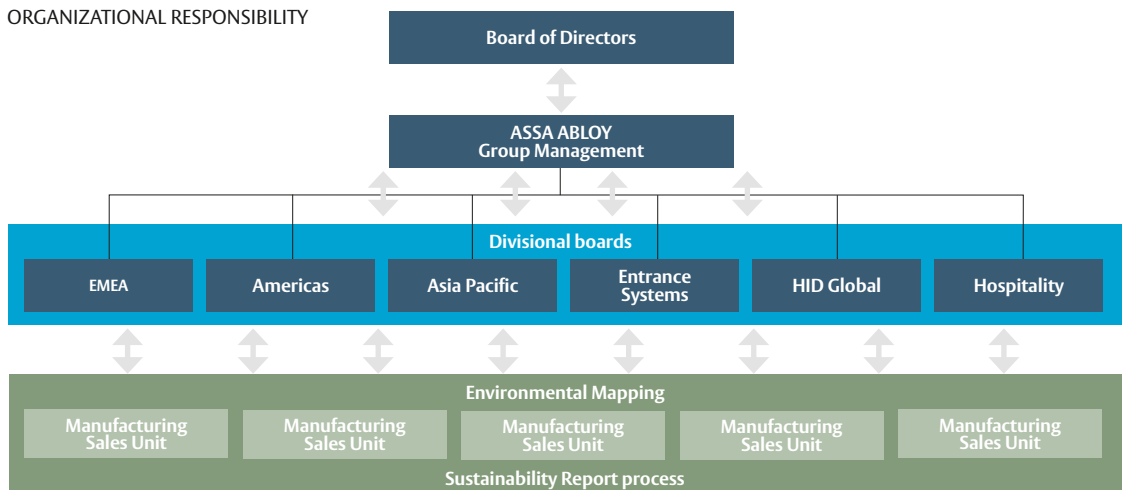 ORGANIZATIONAL RESPONSIBILITY
Board of Directors
ASSA ABLOY
Group Management
Divisional boards
EMEA
Americas
Asia Pacific
Entrance
Systems
HID Global
Hospitality
Environmental Mapping
Manufacturing
Sales Unit
Manufacturing
Sales Unit
Manufacturing
Sales Unit
Manufacturing
Sales Unit
Manufacturing
Sales Unit
Sustainability Report process